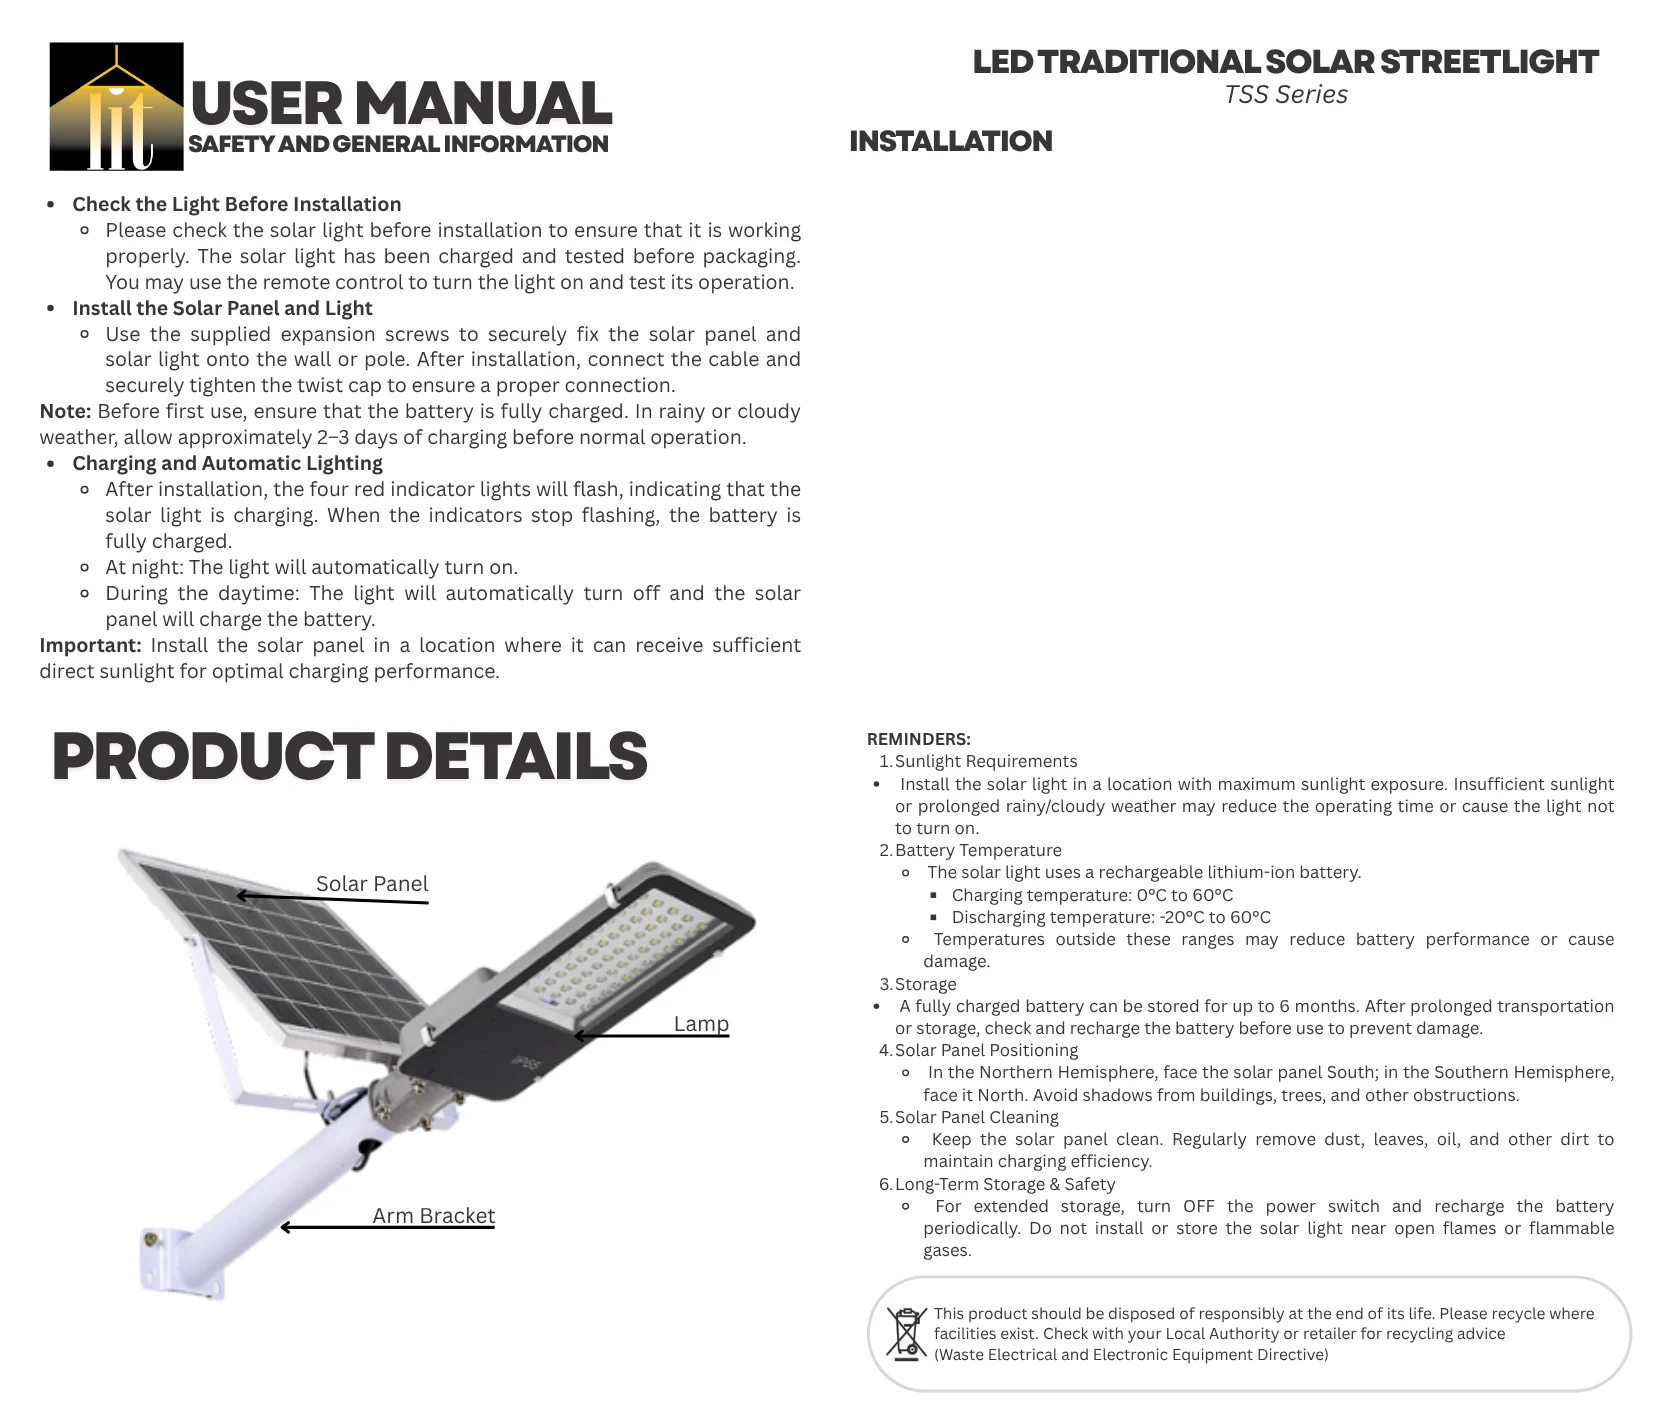 lit
USER MANUAL
SAFETY AND GENERAL INFORMATION
• Check the Light Before Installation
◦ Please check the solar light before installation to ensure that it is working
properly. The solar light has been charged and tested before packaging.
You may use the remote control to turn the light on and test its operation.
• Install the Solar Panel and Light
◦ Use the supplied expansion screws to securely fix the solar panel and
solar light onto the wall or pole. After installation, connect the cable and
securely tighten the twist cap to ensure a proper connection.
Note: Before first use, ensure that the battery is fully charged. In rainy or cloudy
weather, allow approximately 2–3 days of charging before normal operation.
• Charging and Automatic Lighting
◦ After installation, the four red indicator lights will flash, indicating that the
solar light is charging. When the indicators stop flashing, the battery is
fully charged.
◦ At night: The light will automatically turn on.
◦ During the daytime: The light will automatically turn off and the solar
panel will charge the battery.
Important: Install the solar panel in a location where it can receive sufficient
direct sunlight for optimal charging performance.
PRODUCT DETAILS
Solar Panel
Lamp
IP65
Arm Bracket
LED TRADITIONAL SOLAR STREETLIGHT
TSS Series
INSTALLATION
REMINDERS:
1. Sunlight Requirements
• Install the solar light in a location with maximum sunlight exposure. Insufficient sunlight
or prolonged rainy/cloudy weather may reduce the operating time or cause the light not
to turn on.
2. Battery Temperature
◦ The solar light uses a rechargeable lithium-ion battery.
▪ Charging temperature: 0°C to 60°C
▪ Discharging temperature: -20°C to 60°C
◦ Temperatures outside these ranges may reduce battery performance or cause
damage.
3. Storage
• A fully charged battery can be stored for up to 6 months. After prolonged transportation
or storage, check and recharge the battery before use to prevent damage.
4. Solar Panel Positioning
◦ In the Northern Hemisphere, face the solar panel South; in the Southern Hemisphere,
face it North. Avoid shadows from buildings, trees, and other obstructions.
5. Solar Panel Cleaning
◦ Keep the solar panel clean. Regularly remove dust, leaves, oil, and other dirt to
maintain charging efficiency.
6. Long-Term Storage & Safety
◦ For extended storage, turn OFF the power switch and recharge the battery
periodically. Do not install or store the solar light near open flames or flammable
gases.
This product should be disposed of responsibly at the end of its life. Please recycle where
facilities exist. Check with your Local Authority or retailer for recycling advice
(Waste Electrical and Electronic Equipment Directive)